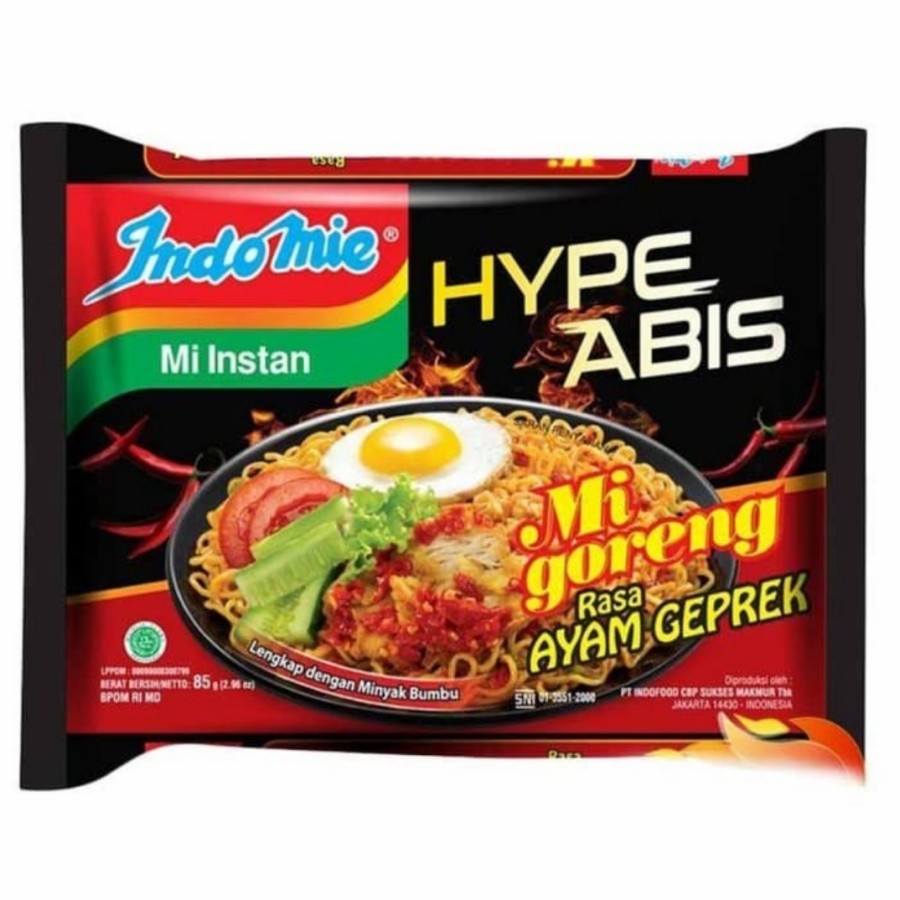 Rasa
Indomie®
Mi Instan
HYPE
ABIS
Mi
goreng
Rasa
AYAM GEPREK
Lengkap dengan Minyak Bumbu
BERAT BERSIH/NETTO: 85 g (2.96 oz)
BPOM RI MD
SNI 01-3551-2000
Diproduksi oleh :
PT INDOFOOD CBP SUKSES MAKMUR Tbk
JAKARTA 14430 - INDONESIA
Rasa